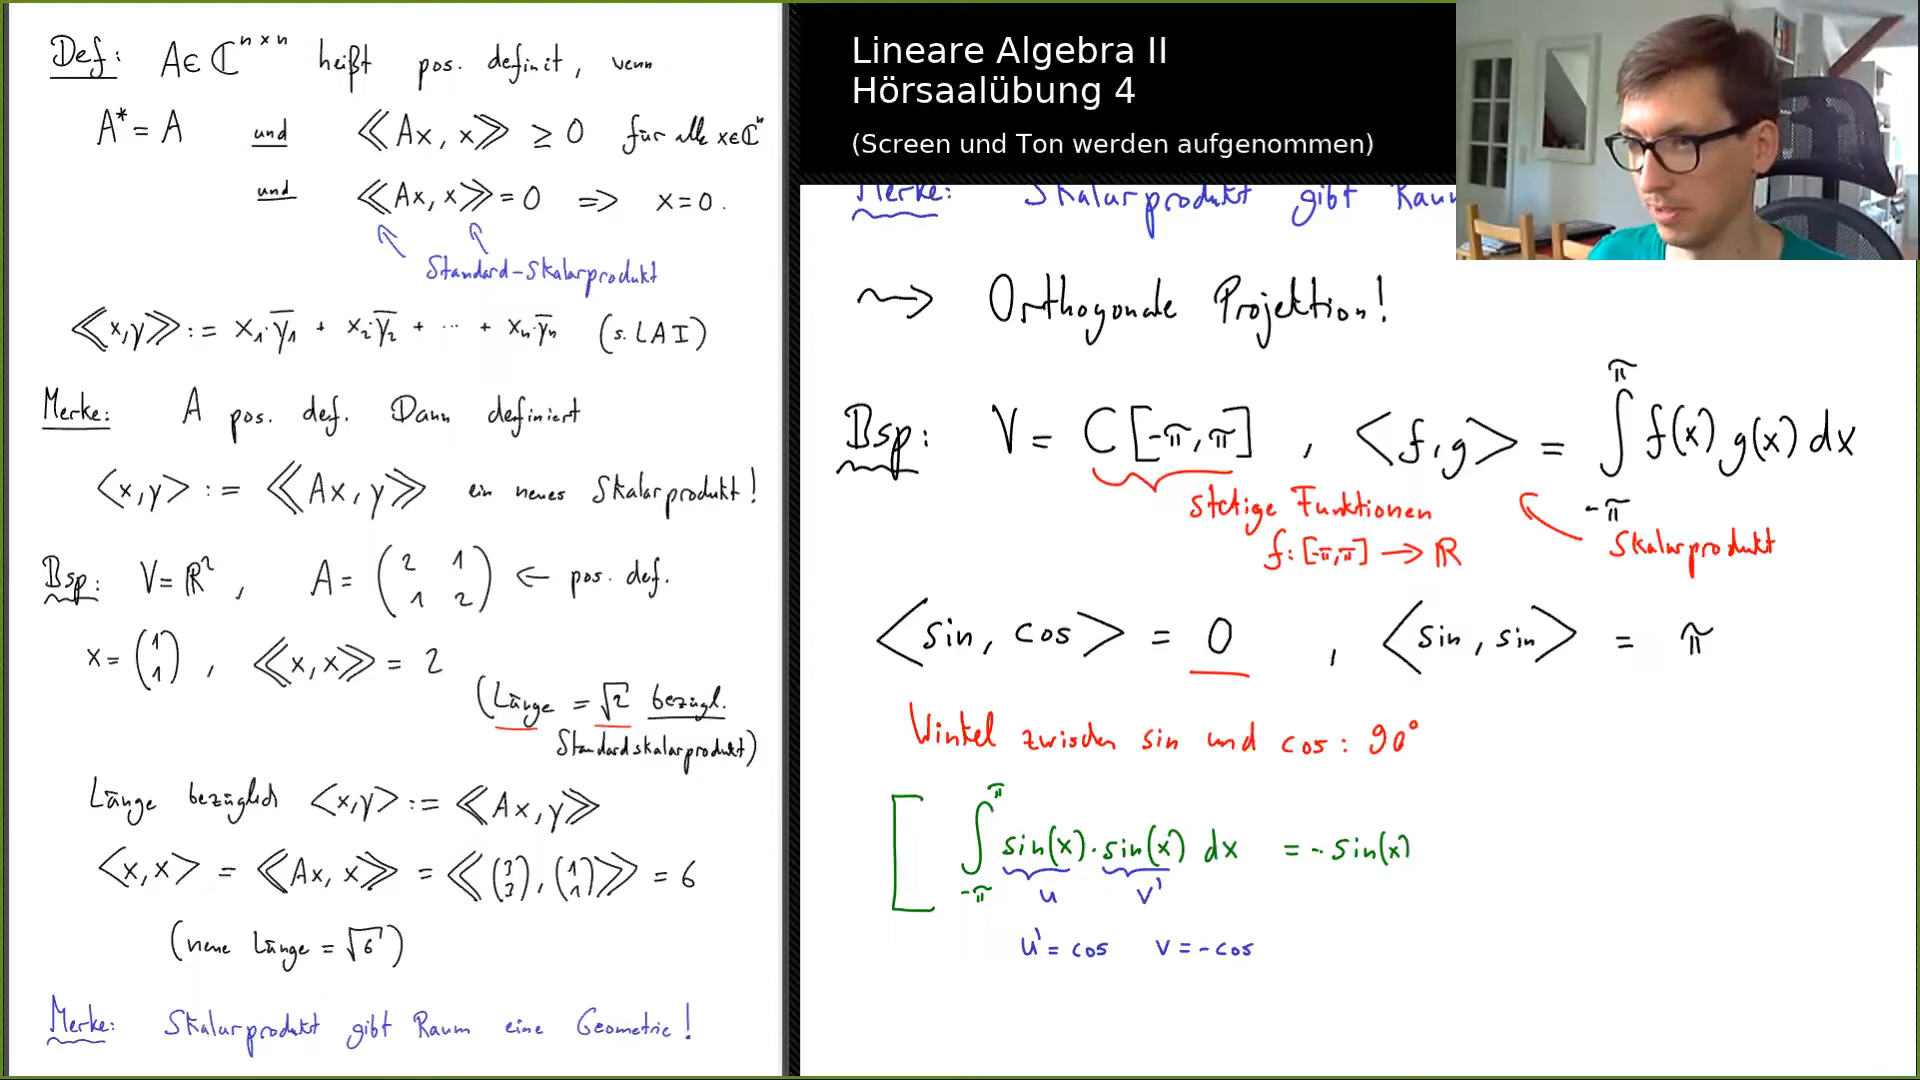 Def: A∈ ℂⁿˣⁿ heißt pos. definit, wenn
A* = A und ⟪Ax, x⟫ ≥ 0 für alle x∈ℂⁿ
und ⟪Ax, x⟫ = 0 => x=0.
Standard-Skalarprodukt
⟪x,y⟫ := x₁·y̅₁ + x₂·y̅₂ + ... + xₙ·y̅ₙ (s. LA I)
Merke: A pos. def. Dann definiert
<x,y> := ⟪Ax, y⟫ ein neues Skalarprodukt!
Bsp: V= ℝ², A = (2 1; 1 2) ← pos. def.
x = (1; 1), ⟪x,x⟫ = 2
(Länge = √2 bezügl.
Standardskalarprodukt)
Länge bezüglich <x,y> := ⟪Ax, y⟫
<x,x> = ⟪Ax, x⟫ = ⟪(3; 3), (1; 1)⟫ = 6
(neue Länge = √6)
Merke: Skalarprodukt gibt Raum eine Geometrie!
Lineare Algebra II
Hörsaalübung 4
(Screen und Ton werden aufgenommen)
Merke: Skalarprodukt gibt Raum
⇝ Orthogonale Projektion!
Bsp: V = C[-π, π], <f,g> = ∫_{-π}^{π} f(x) g(x) dx
stetige Funktionen
f: [-π,π] → ℝ
Skalarprodukt
<sin, cos> = 0, <sin, sin> = π
Winkel zwischen sin und cos: 90°
[ ∫_{-π}^{π} sin(x)·sin(x) dx = - sin(x)
u v'
u' = cos v = -cos